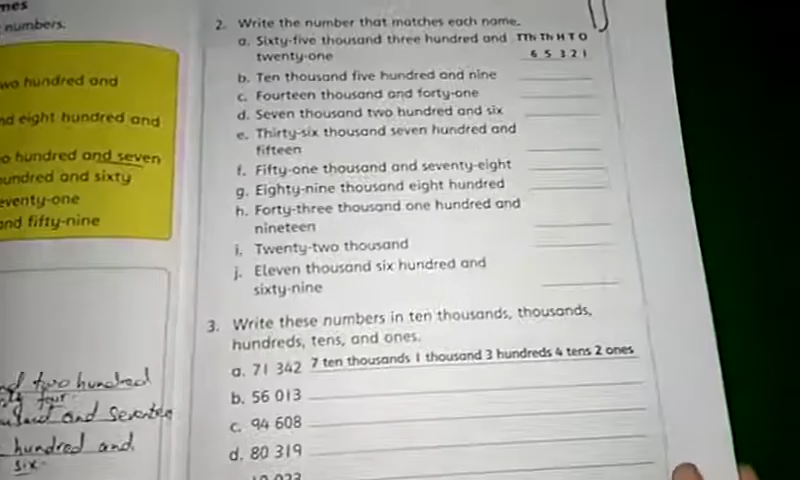 numbers.
two hundred and
nd eight hundred and
o hundred and seven
undred and sixty
eventy-one
and fifty-nine
nd two hundred
four
and seventeen
hundred and
six.
2. Write the number that matches each name.
a. Sixty-five thousand three hundred and twenty-one
TTh Th H T O
6 5 3 2 1
b. Ten thousand five hundred and nine
c. Fourteen thousand and forty-one
d. Seven thousand two hundred and six
e. Thirty-six thousand seven hundred and
fifteen
f. Fifty-one thousand and seventy-eight
g. Eighty-nine thousand eight hundred
h. Forty-three thousand one hundred and
nineteen
i. Twenty-two thousand
j. Eleven thousand six hundred and
sixty-nine
3. Write these numbers in ten thousands, thousands,
hundreds, tens, and ones.
a. 71 342 7 ten thousands 1 thousand 3 hundreds 4 tens 2 ones
b. 56 013
c. 94 608
d. 80 319